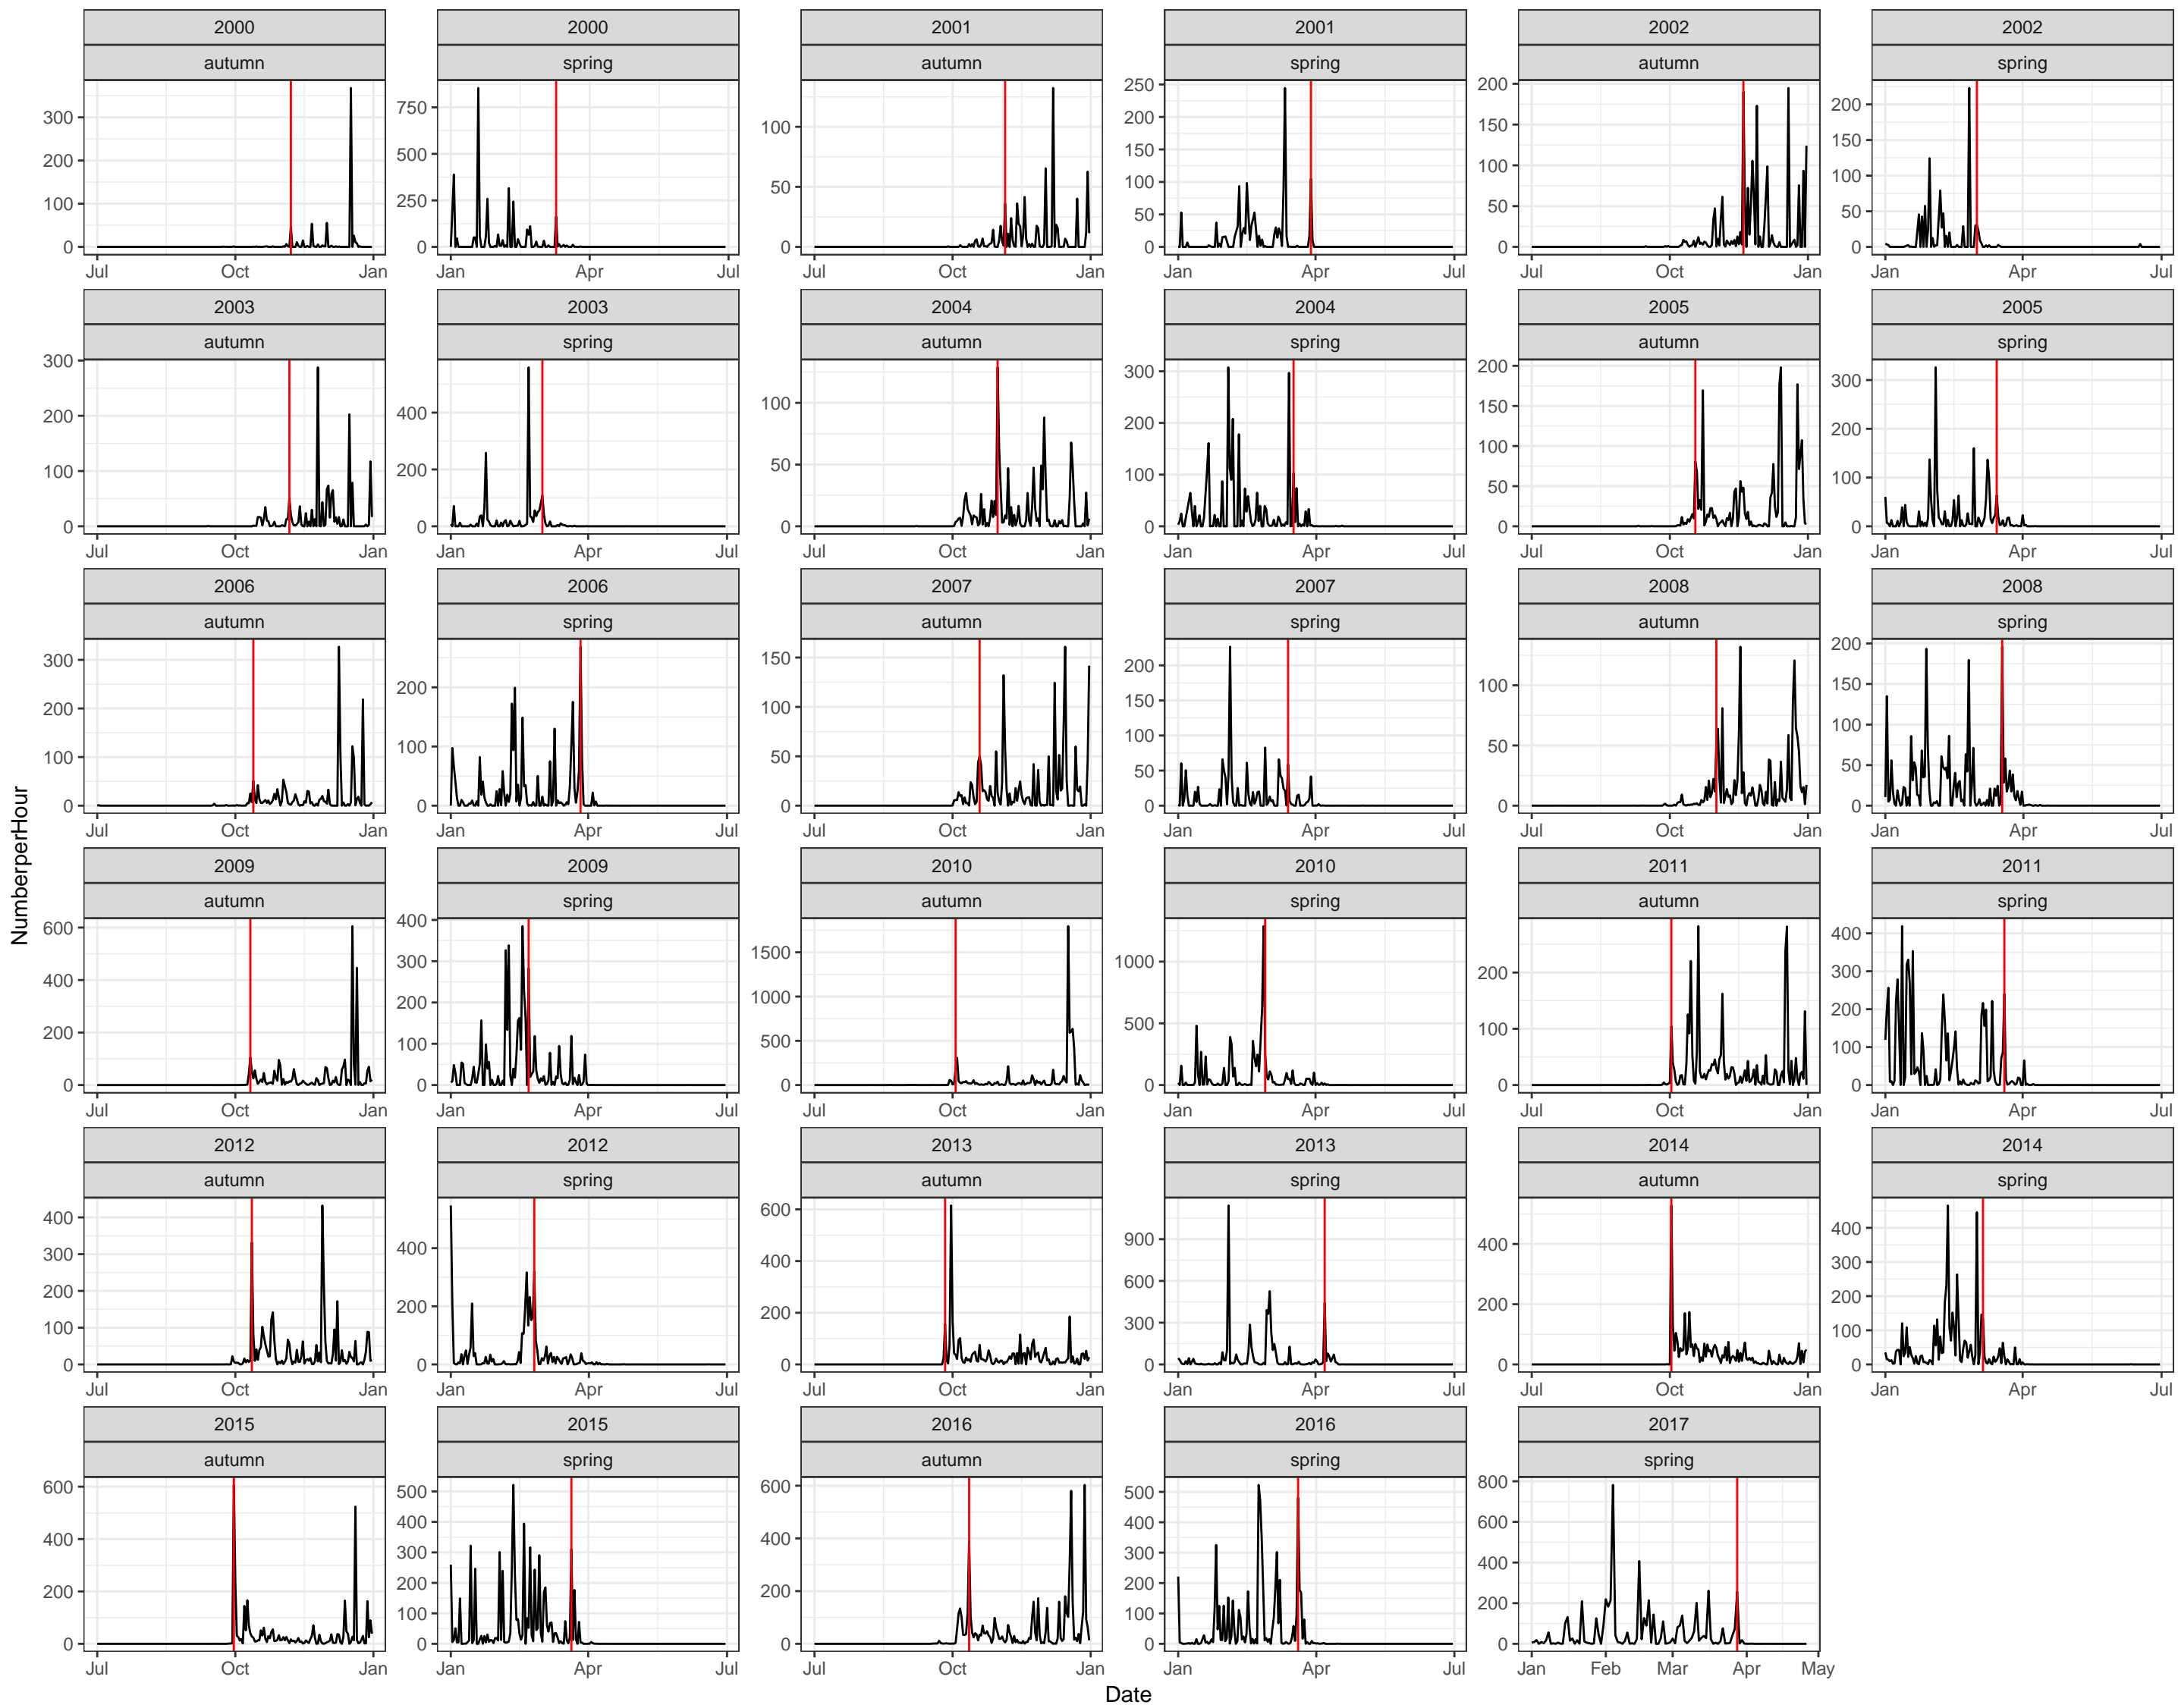 2000 2000 2001 2001 2002 2002
autumn spring autumn spring autumn spring
300 200 100 0 750 500 250 0 100 50 0 250 200 150 100 50 0 200 150 100 50 0 200 150 100 50 0
Jul Oct Jan Jan Apr Jul Jul Oct Jan Jan Apr Jul Jul Oct Jan Jan Apr Jul
2003 2003 2004 2004 2005 2005
autumn spring autumn spring autumn spring
300 200 100 0 400 200 0 100 50 0 300 200 100 0 200 150 100 50 0 300 200 100 0
Jul Oct Jan Jan Apr Jul Jul Oct Jan Jan Apr Jul Jul Oct Jan Jan Apr Jul
2006 2006 2007 2007 2008 2008
autumn spring autumn spring autumn spring
300 200 100 0 200 100 0 150 100 50 0 200 150 100 50 0 100 50 0 200 150 100 50 0
Jul Oct Jan Jan Apr Jul Jul Oct Jan Jan Apr Jul Jul Oct Jan Jan Apr Jul
NumberperHour
2009 2009 2010 2010 2011 2011
autumn spring autumn spring autumn spring
600 400 200 0 400 300 200 100 0 1500 1000 500 0 1000 500 0 200 100 0 400 300 200 100 0
Jul Oct Jan Jan Apr Jul Jul Oct Jan Jan Apr Jul Jul Oct Jan Jan Apr Jul
2012 2012 2013 2013 2014 2014
autumn spring autumn spring autumn spring
400 300 200 100 0 400 200 0 600 400 200 0 900 600 300 0 400 200 0 400 300 200 100 0
Jul Oct Jan Jan Apr Jul Jul Oct Jan Jan Apr Jul Jul Oct Jan Jan Apr Jul
2015 2015 2016 2016 2017
autumn spring autumn spring spring
600 400 200 0 500 400 300 200 100 0 600 400 200 0 500 400 300 200 100 0 800 600 400 200 0
Jul Oct Jan Jan Apr Jul Jul Oct Jan Jan Apr Jul Jan Feb Mar Apr May
Date